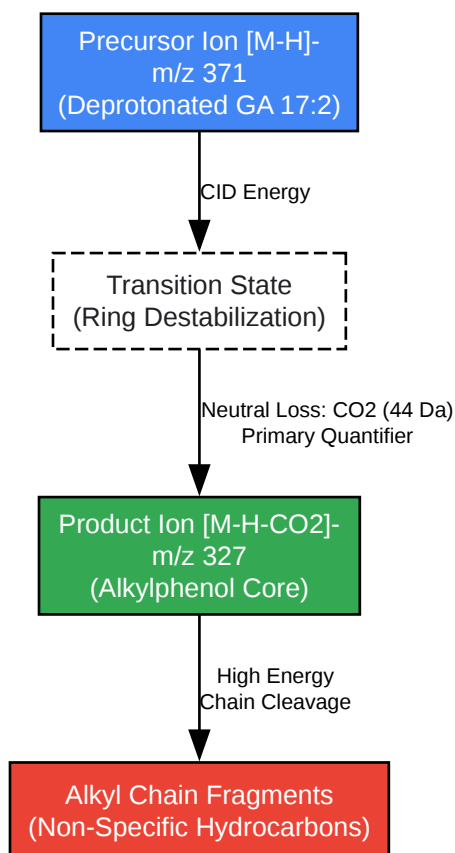 Precursor Ion [M-H]-
m/z 371
(Deprotonated GA 17:2)
CID Energy
Transition State
(Ring Destabilization)
Neutral Loss: CO2 (44 Da)
Primary Quantifier
Product Ion [M-H-CO2]-
m/z 327
(Alkylphenol Core)
High Energy
Chain Cleavage
Alkyl Chain Fragments
(Non-Specific Hydrocarbons)